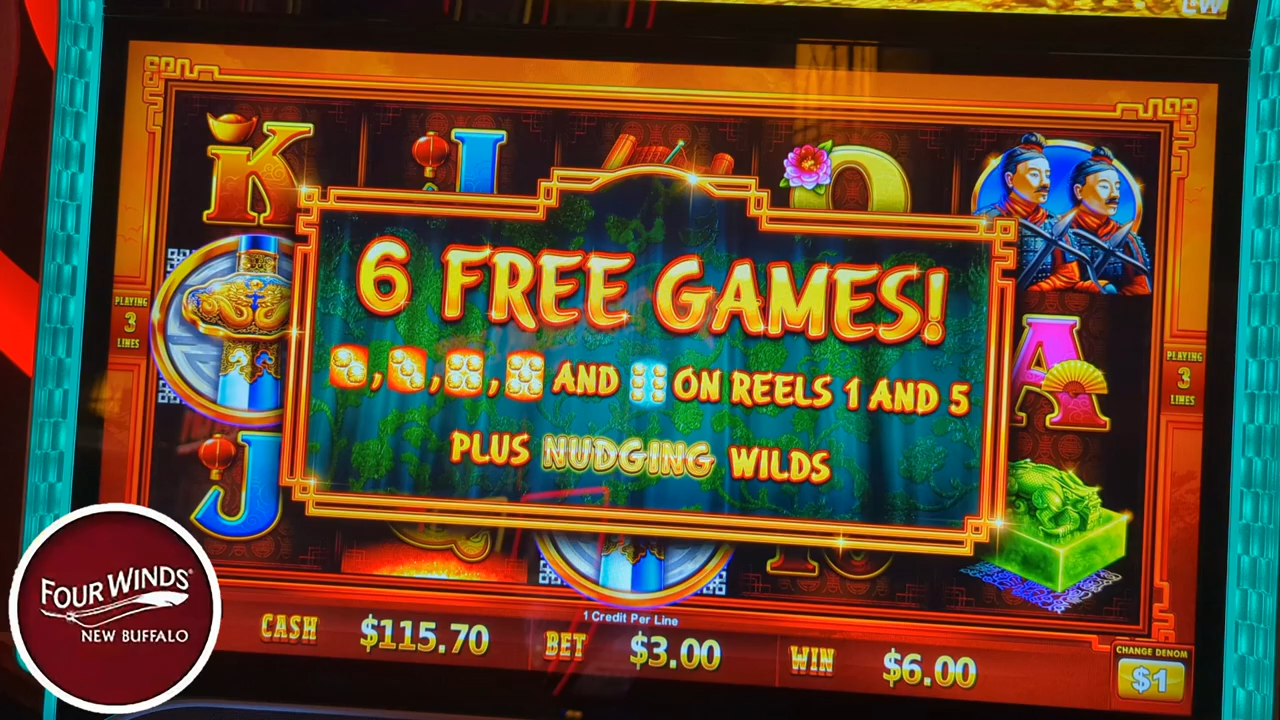 K
6 FREE GAMES!
, , , AND ON REELS 1 AND 5
PLUS NUDGING WILDS
PLAYING
3
LINES
PLAYING
3
LINES
A
J
FOUR WINDS®
NEW BUFFALO
1 Credit Per Line
CASH $115.70 BET $3.00 WIN $6.00
CHANGE DENOM
$1